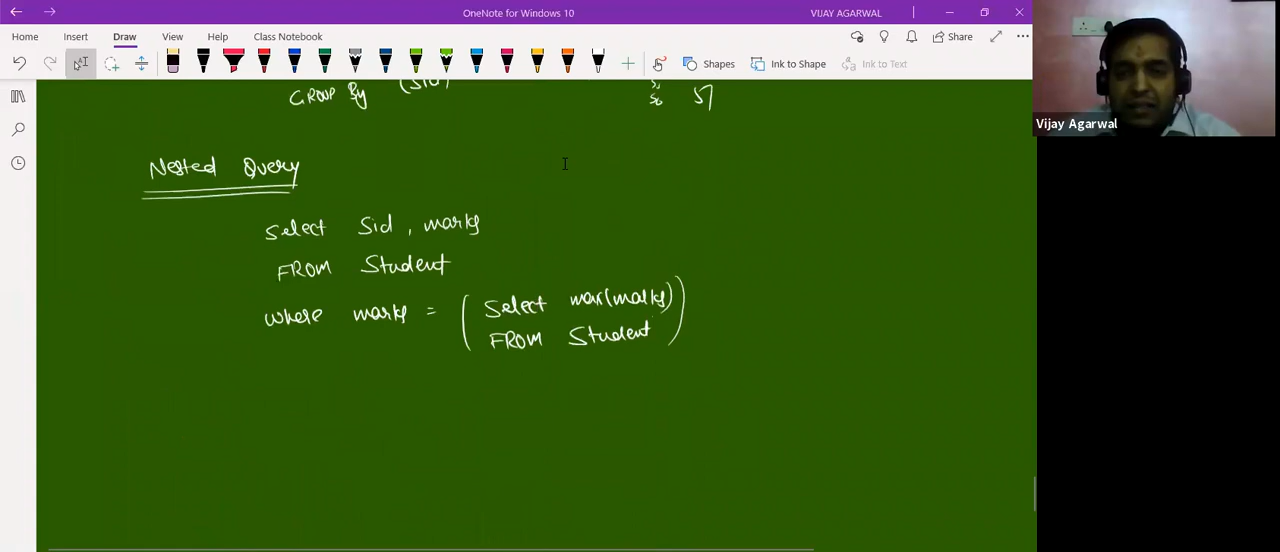 OneNote for Windows 10
VIJAY AGARWAL
Home Insert Draw View Help Class Notebook
Share
Shapes Ink to Shape Ink to Text
GROUP By (Sid)
57
Nested Query
Select Sid, marks
FROM Student
where marks = (Select max(marks)
FROM Student)
Vijay Agarwal